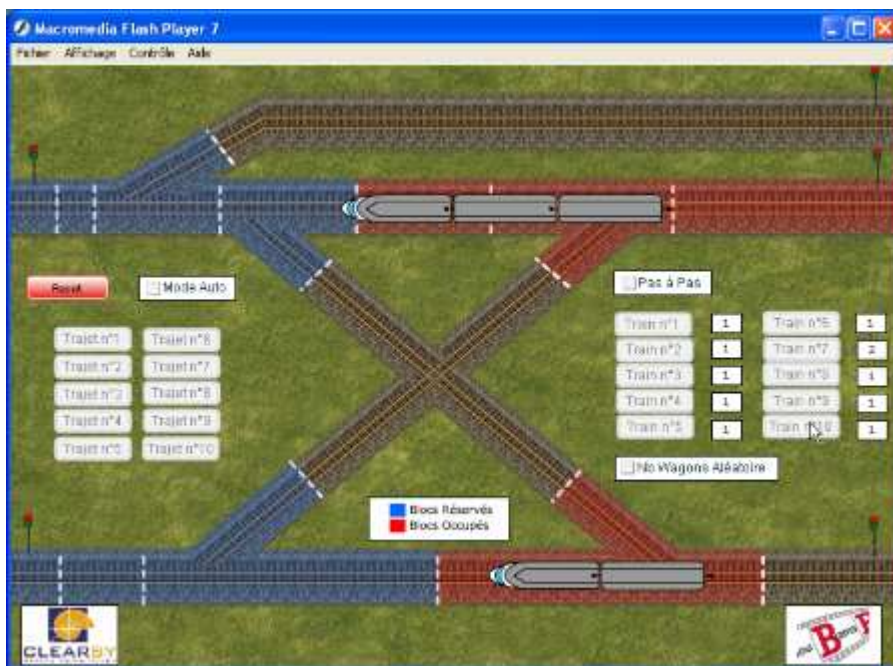 Macromedia Flash Player 7
Fichier Affichage Contrôle Aide
Reset
Mode Auto
Pas à Pas
Trajet n°1 Trajet n°6
Trajet n°2 Trajet n°7
Trajet n°3 Trajet n°8
Trajet n°4 Trajet n°9
Trajet n°5 Trajet n°10
Train n°1 1 Train n°6 1
Train n°2 1 Train n°7 2
Train n°3 1 Train n°8 1
Train n°4 1 Train n°9 1
Train n°5 1 Train n°10 1
No Wagons Aléatoire
Blocs Réservés
Blocs Occupés
CLEARSY